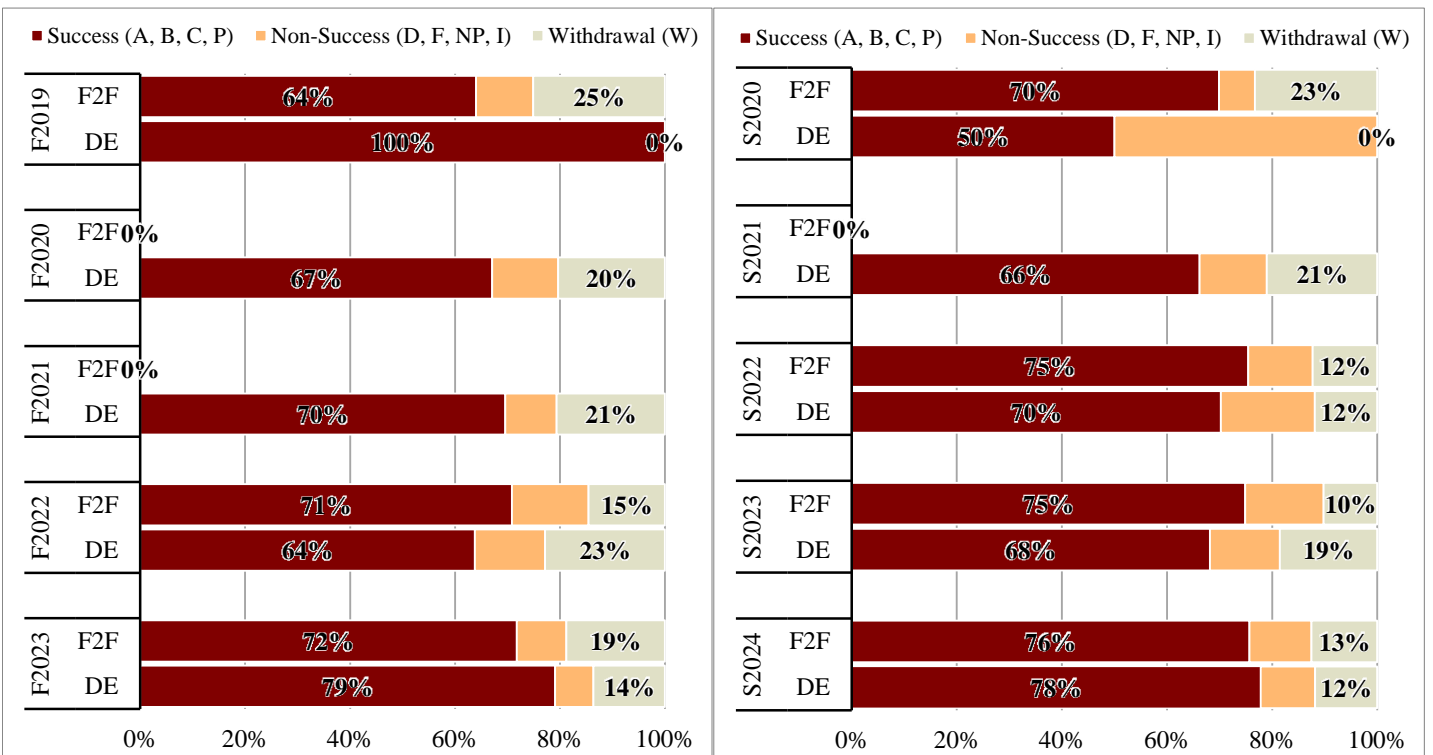 Success (A, B, C, P) Non-Success (D, F, NP, I) Withdrawal (W)
F2019
F2F 64% 25%
DE 100% 0%
F2020
F2F 0%
DE 67% 20%
F2021
F2F 0%
DE 70% 21%
F2022
F2F 71% 15%
DE 64% 23%
F2023
F2F 72% 19%
DE 79% 14%
0% 20% 40% 60% 80% 100%
Success (A, B, C, P) Non-Success (D, F, NP, I) Withdrawal (W)
S2020
F2F 70% 23%
DE 50% 0%
S2021
F2F 0%
DE 66% 21%
S2022
F2F 75% 12%
DE 70% 12%
S2023
F2F 75% 10%
DE 68% 19%
S2024
F2F 76% 13%
DE 78% 12%
0% 20% 40% 60% 80% 100%